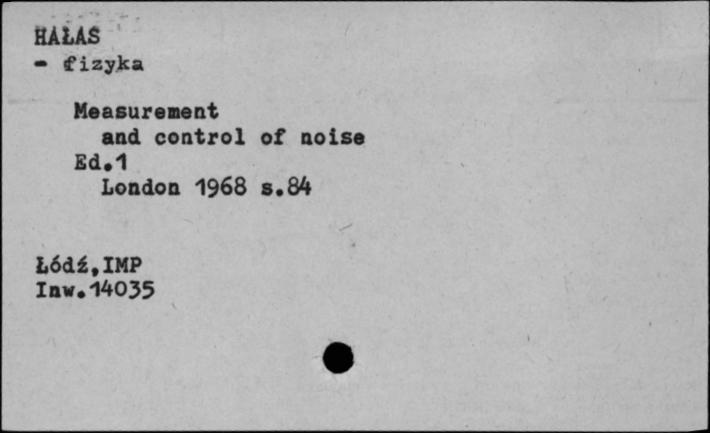 HAŁAS
- fizyka
Measurement
and control of noise
Ed.1
London 1968 s.84
Łódź,IMP
Inw.14035